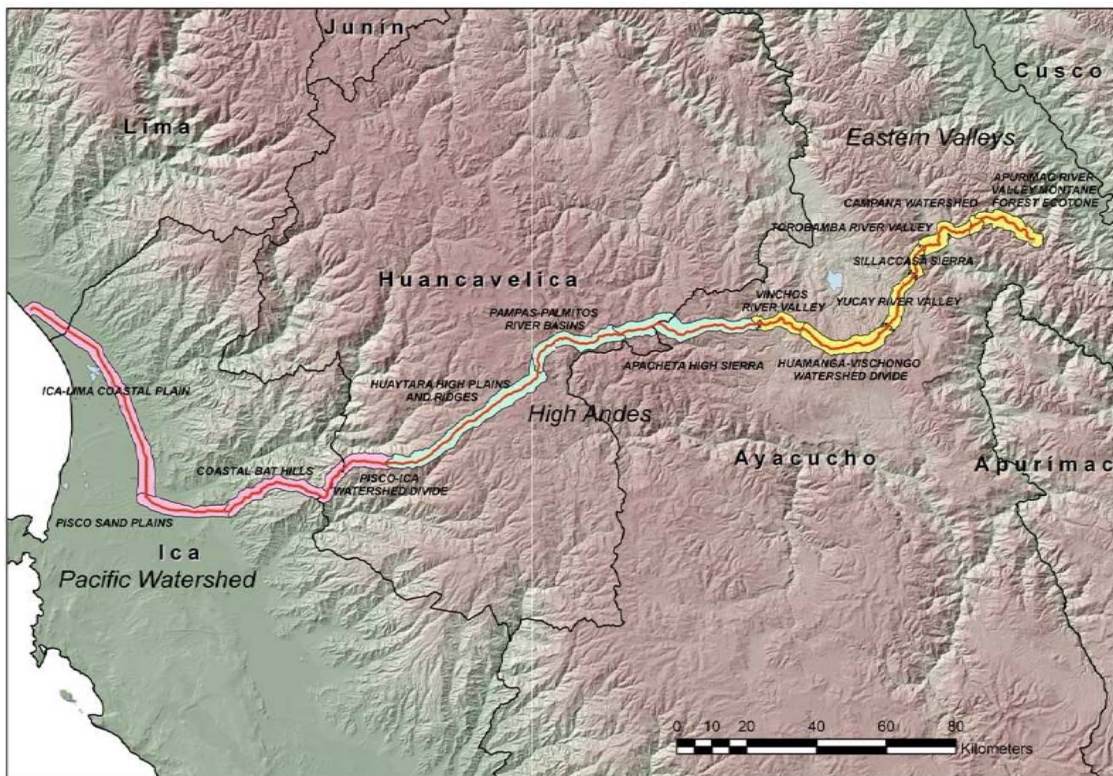 Junín
Cusco
Lima
Eastern Valleys
APURIMAC RIVER
VALLEY MONTANE
FOREST ECOTONE
CAMPANA WATERSHED
TOROBAMBA RIVER VALLEY
SILLACCASA SIERRA
Huancavelica
VINCHOS
RIVER VALLEY
YUCAY RIVER VALLEY
PAMPAS-PALMITOS
RIVER BASINS
APACHETA HIGH SIERRA
HUAMANGA-VISCHONGO
WATERSHED DIVIDE
ICA-LIMA COASTAL PLAIN
HUAYTARA HIGH PLAINS
AND RIDGES
High Andes
Ayacucho
Apurímac
COASTAL BAT HILLS
PISCO-ICA
WATERSHED DIVIDE
PISCO SAND PLAINS
Ica
Pacific Watershed
0 10 20 40 60 80
Kilometers